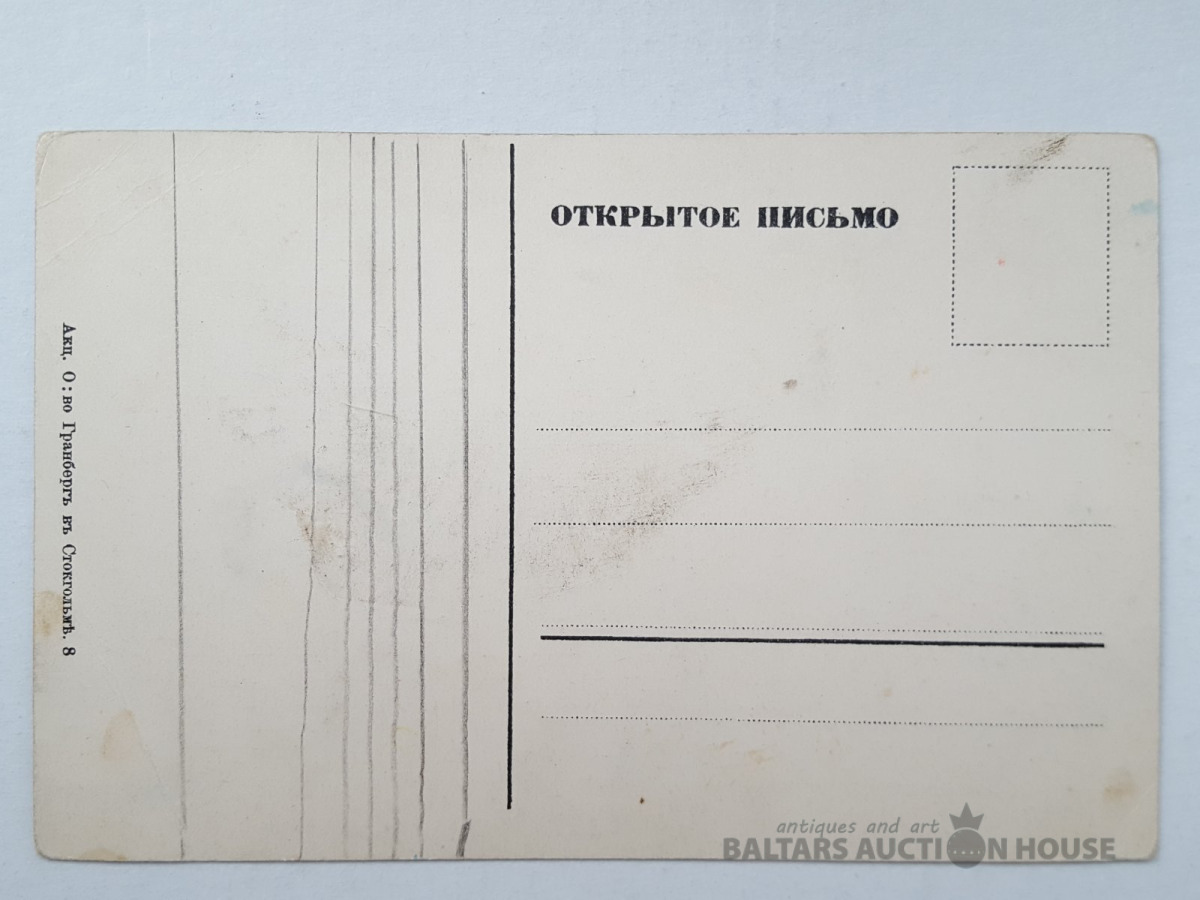 ОТКРЫТОЕ ПИСЬМО
Акц. О:во Гранбергъ въ Стокгольмѣ. 8
antiques and art
BALTARS AUCTION HOUSE